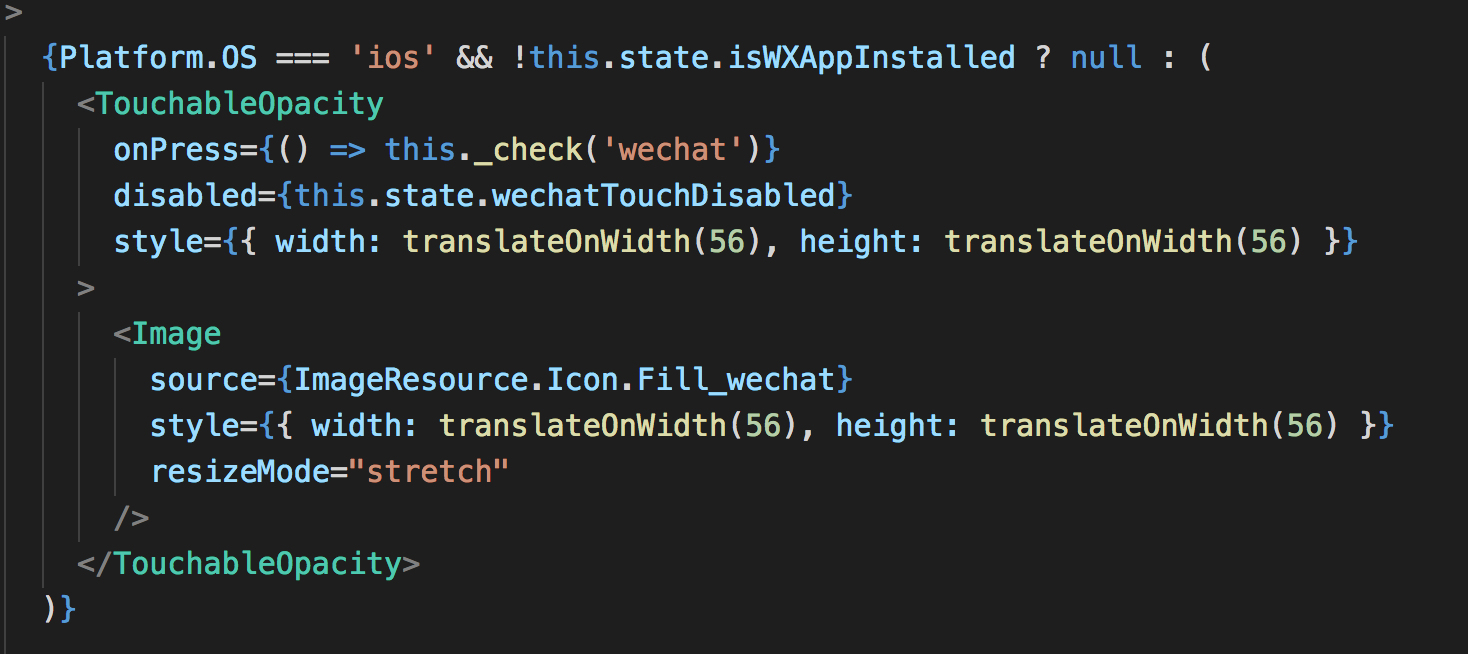 >
{Platform.OS === 'ios' && !this.state.isWXAppInstalled ? null : (
<TouchableOpacity
onPress={() => this._check('wechat')}
disabled={this.state.wechatTouchDisabled}
style={{ width: translateOnWidth(56), height: translateOnWidth(56) }}
>
<Image
source={ImageResource.Icon.Fill_wechat}
style={{ width: translateOnWidth(56), height: translateOnWidth(56) }}
resizeMode="stretch"
/>
</TouchableOpacity>
)}